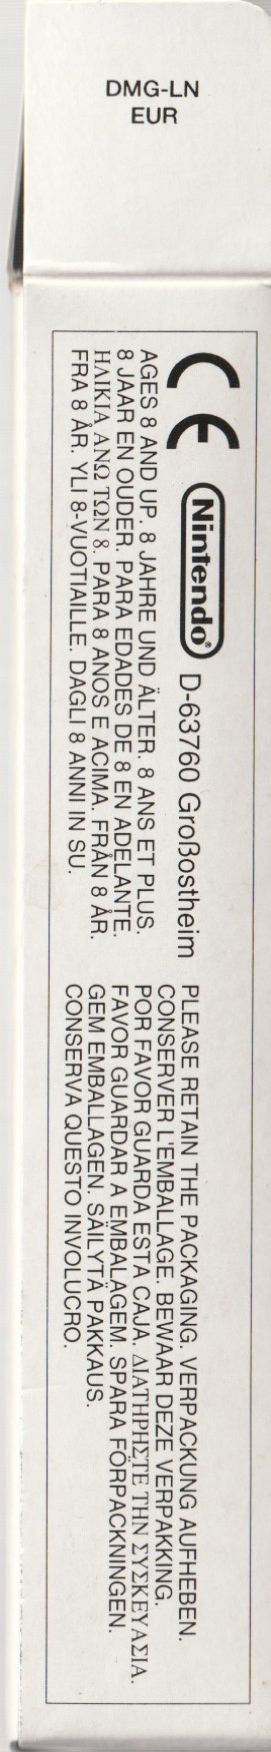 DMG-LN
EUR
CE Nintendo® D-63760 Großostheim
AGES 8 AND UP. 8 JAHRE UND ÄLTER. 8 ANS ET PLUS.
8 JAAR EN OUDER. PARA EDADES DE 8 EN ADELANTE.
ΗΛΙΚΙΑ ΑΝΩ ΤΩΝ 8. PARA 8 ANOS E ACIMA. FRÅN 8 ÅR.
FRA 8 ÅR. YLI 8-VUOTIAILLE. DAGLI 8 ANNI IN SU.
PLEASE RETAIN THE PACKAGING. VERPACKUNG AUFHEBEN.
CONSERVER L'EMBALLAGE. BEWAAR DEZE VERPAKKING.
POR FAVOR GUARDA ESTA CAJA. ΔΙΑΤΗΡΗΣΤΕ ΤΗΝ ΣΥΣΚΕΥΑΣΙΑ.
FAVOR GUARDAR A EMBALAGEM. SPARA FÖRPACKNINGEN.
GEM EMBALLAGEN. SÄILYTÄ PAKKAUS.
CONSERVA QUESTO INVOLUCRO.